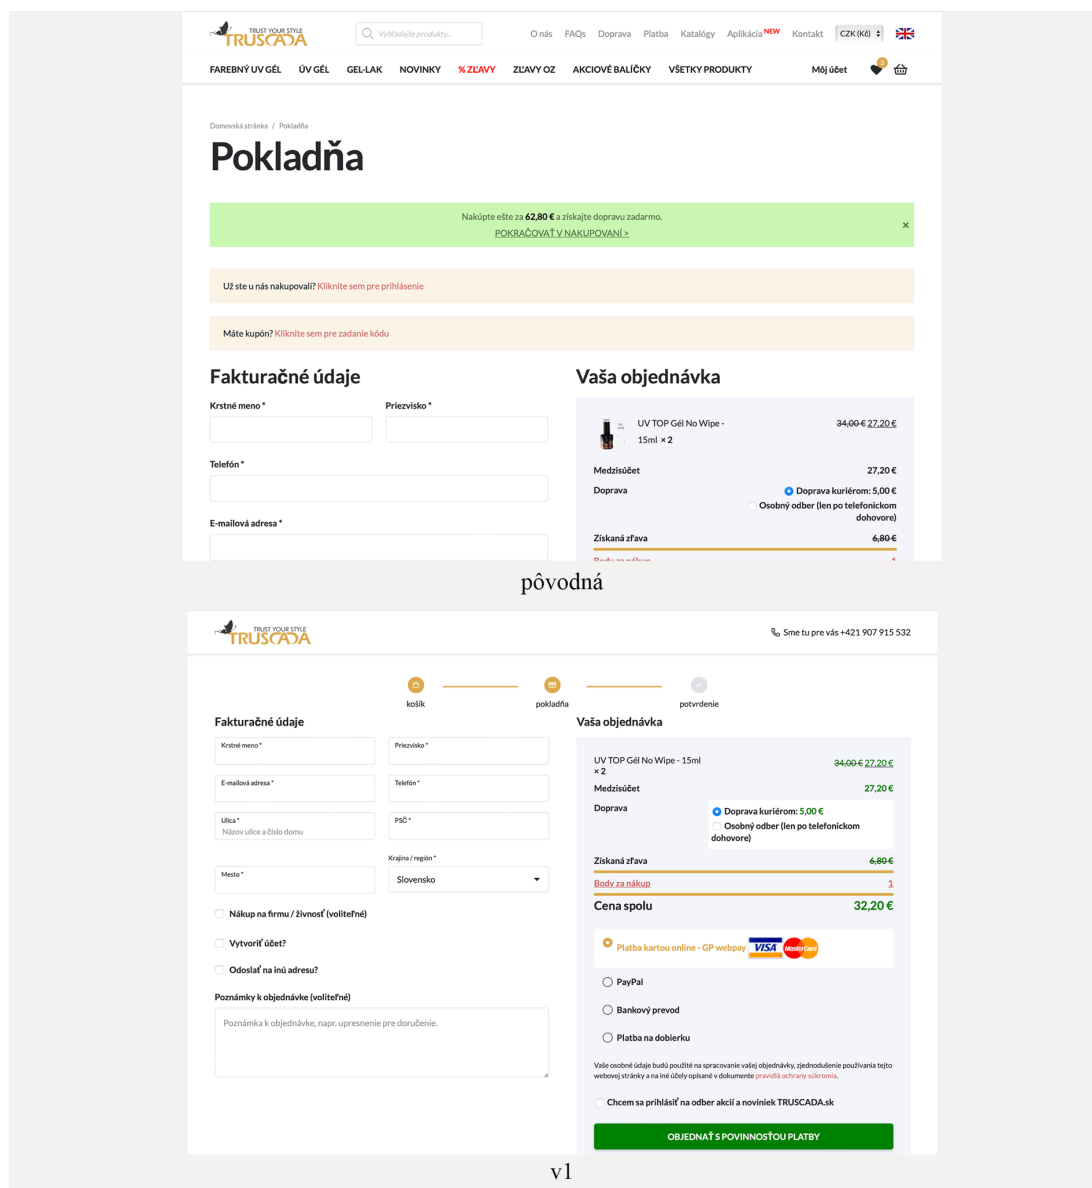 TRUST YOUR STYLE
TRUSCADA
Vyhľadajte produkty...
O nás FAQs Doprava Platba Katalógy Aplikácia NEW Kontakt CZK (Kč)
FAREBNÝ UV GÉL ÚV GÉL GEL-LAK NOVINKY % ZĽAVY ZĽAVY OZ AKCIOVÉ BALÍČKY VŠETKY PRODUKTY Môj účet
Domovská stránka / Pokladňa
Pokladňa
Nakúpte ešte za 62,80 € a získajte dopravu zadarmo.
POKRAČOVAŤ V NAKUPOVANÍ >
×
Už ste u nás nakupovali? Kliknite sem pre prihlásenie
Máte kupón? Kliknite sem pre zadanie kódu
Fakturačné údaje
Krstné meno *
Priezvisko *
Telefón *
E-mailová adresa *
Vaša objednávka
UV TOP Gél No Wipe - 34,00 € 27,20 €
15ml × 2
Medzisúčet 27,20 €
Doprava Doprava kuriérom: 5,00 €
Osobný odber (len po telefonickom
dohovore)
Získaná zľava 6,80 €
Body za nákup 1
pôvodná
TRUST YOUR STYLE
TRUSCADA
Sme tu pre vás +421 907 915 532
košík pokladňa potvrdenie
Fakturačné údaje
Krstné meno * Priezvisko *
E-mailová adresa * Telefón *
Ulica * PSČ *
Názov ulice a číslo domu
Krajina / región *
Mesto * Slovensko
Nákup na firmu / živnosť (voliteľné)
Vytvoriť účet?
Odoslať na inú adresu?
Poznámky k objednávke (voliteľné)
Poznámka k objednávke, napr. upresnenie pre doručenie.
Vaša objednávka
UV TOP Gél No Wipe - 15ml 34,00 € 27,20 €
× 2
Medzisúčet 27,20 €
Doprava Doprava kuriérom: 5,00 €
Osobný odber (len po telefonickom
dohovore)
Získaná zľava 6,80 €
Body za nákup 1
Cena spolu 32,20 €
Platba kartou online - GP webpay VISA MasterCard
PayPal
Bankový prevod
Platba na dobierku
Vaše osobné údaje budú použité na spracovanie vašej objednávky, zjednodušenie používania tejto
webovej stránky a na iné účely opísané v dokumente pravidlá ochrany súkromia.
Chcem sa prihlásiť na odber akcií a noviniek TRUSCADA.sk
OBJEDNAŤ S POVINNOSŤOU PLATBY
v1